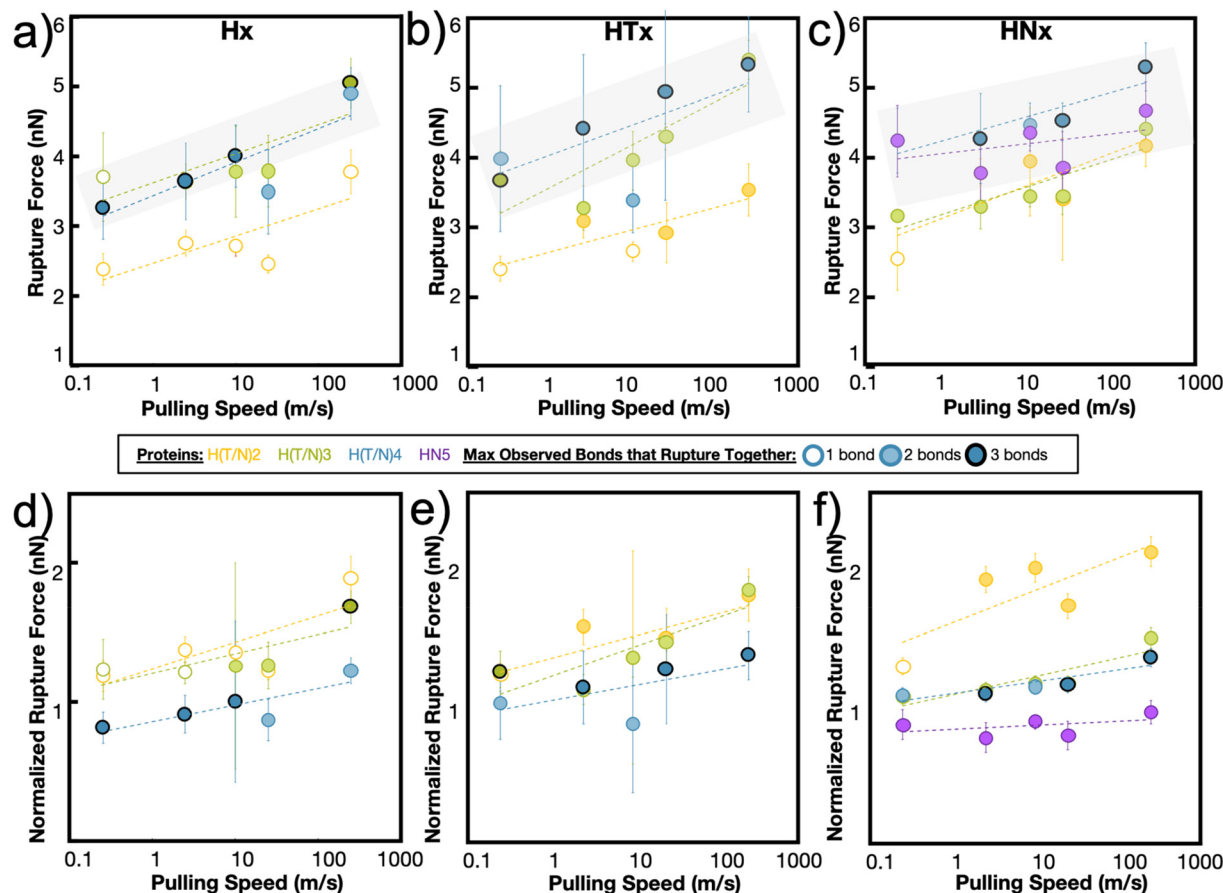 a)
Hx
Rupture Force (nN)
6
5
4
3
2
1
0.1 1 10 100 1000
Pulling Speed (m/s)
b)
HTx
Rupture Force (nN)
6
5
4
3
2
1
0.1 1 10 100 1000
Pulling Speed (m/s)
c)
HNx
Rupture Force (nN)
6
5
4
3
2
1
0.1 1 10 100 1000
Pulling Speed (m/s)
Proteins: H(T/N)2 H(T/N)3 H(T/N)4 HN5 Max Observed Bonds that Rupture Together: 1 bond 2 bonds 3 bonds
d)
Normalized Rupture Force (nN)
2
1
0.1 1 10 100 1000
Pulling Speed (m/s)
e)
Normalized Rupture Force (nN)
2
1
0.1 1 10 100 1000
Pulling Speed (m/s)
f)
Normalized Rupture Force (nN)
2
1
0.1 1 10 100 1000
Pulling Speed (m/s)